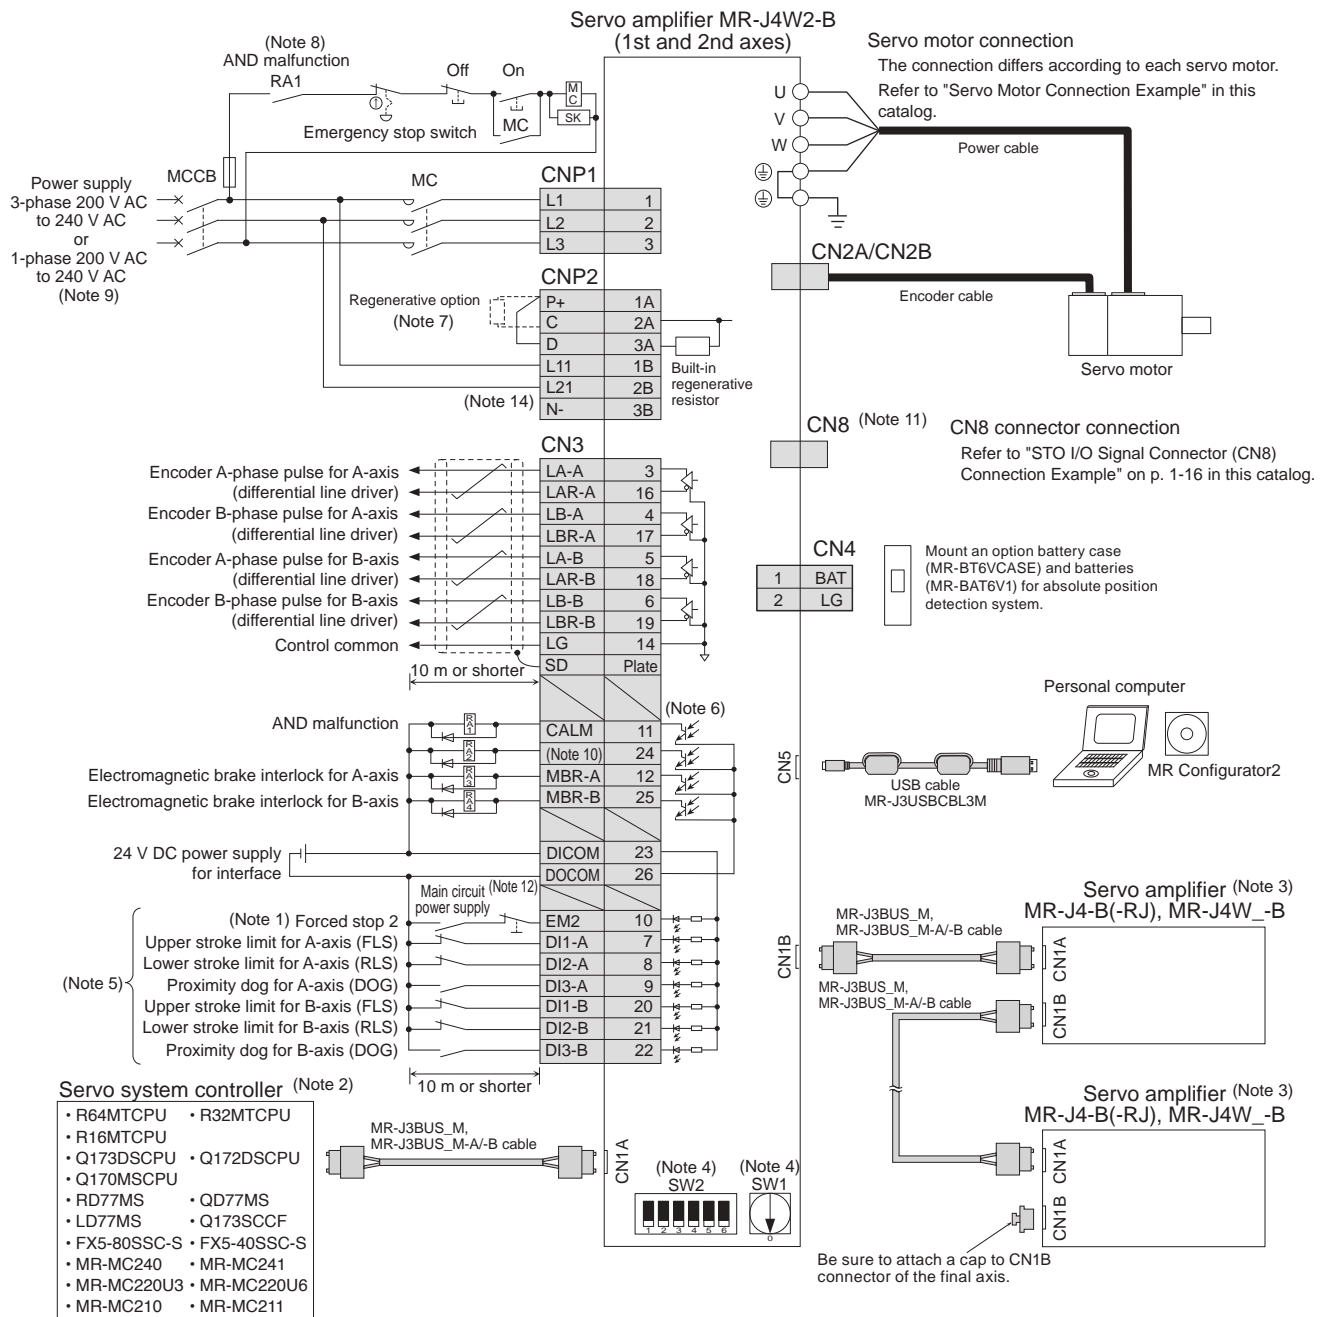 Servo amplifier MR-J4W2-B
(1st and 2nd axes)
(Note 8)
AND malfunction
RA1
Off
On
M
C
SK
MC
Emergency stop switch
Servo motor connection
The connection differs according to each servo motor.
Refer to "Servo Motor Connection Example" in this
catalog.
U
V
W
Power cable
MCCB
MC
Power supply
3-phase 200 V AC
to 240 V AC
or
1-phase 200 V AC
to 240 V AC
(Note 9)
CNP1
L1 1
L2 2
L3 3
CN2A/CN2B
Encoder cable
Servo motor
CNP2
Regenerative option
(Note 7)
P+ 1A
C 2A
D 3A
L11 1B
L21 2B
N- 3B
(Note 14)
Built-in
regenerative
resistor
CN8 (Note 11)
CN8 connector connection
Refer to "STO I/O Signal Connector (CN8)
Connection Example" on p. 1-16 in this catalog.
CN3
Encoder A-phase pulse for A-axis
(differential line driver)
Encoder B-phase pulse for A-axis
(differential line driver)
Encoder A-phase pulse for B-axis
(differential line driver)
Encoder B-phase pulse for B-axis
(differential line driver)
Control common
LA-A 3
LAR-A 16
LB-A 4
LBR-A 17
LA-B 5
LAR-B 18
LB-B 6
LBR-B 19
LG 14
SD Plate
10 m or shorter
CN4
1 BAT
2 LG
Mount an option battery case
(MR-BT6VCASE) and batteries
(MR-BAT6V1) for absolute position
detection system.
(Note 6)
AND malfunction
RA1
CALM 11
RA2
(Note 10) 24
Electromagnetic brake interlock for A-axis
RA3
MBR-A 12
Electromagnetic brake interlock for B-axis
RA4
MBR-B 25
Personal computer
MR Configurator2
CN5
USB cable
MR-J3USBCBL3M
24 V DC power supply
for interface
DICOM 23
DOCOM 26
Main circuit
power supply
(Note 12)
(Note 5)
(Note 1) Forced stop 2
Upper stroke limit for A-axis (FLS)
Lower stroke limit for A-axis (RLS)
Proximity dog for A-axis (DOG)
Upper stroke limit for B-axis (FLS)
Lower stroke limit for B-axis (RLS)
Proximity dog for B-axis (DOG)
EM2 10
DI1-A 7
DI2-A 8
DI3-A 9
DI1-B 20
DI2-B 21
DI3-B 22
10 m or shorter
CN1B
MR-J3BUS_M,
MR-J3BUS_M-A/-B cable
MR-J3BUS_M,
MR-J3BUS_M-A/-B cable
Servo amplifier (Note 3)
MR-J4-B(-RJ), MR-J4W_-B
CN1A
CN1B
Servo amplifier (Note 3)
MR-J4-B(-RJ), MR-J4W_-B
CN1A
CN1B
Be sure to attach a cap to CN1B
connector of the final axis.
Servo system controller (Note 2)
• R64MTCPU • R32MTCPU
• R16MTCPU
• Q173DSCPU • Q172DSCPU
• Q170MSCPU
• RD77MS • QD77MS
• LD77MS • Q173SCCF
• FX5-80SSC-S • FX5-40SSC-S
• MR-MC240 • MR-MC241
• MR-MC220U3 • MR-MC220U6
• MR-MC210 • MR-MC211
MR-J3BUS_M,
MR-J3BUS_M-A/-B cable
CN1A
(Note 4)
SW2
1 2 3 4 5 6
(Note 4)
SW1
0